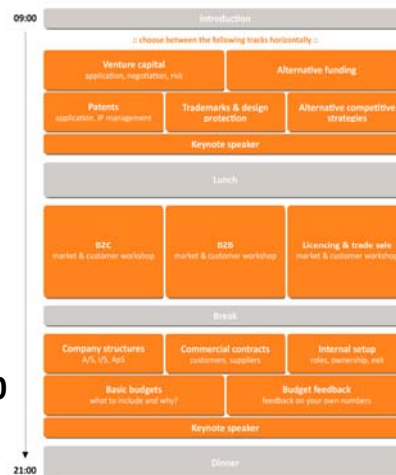 09:00
Introduction
:: choose between the following tracks horizontally ::
Venture capital
application, negotiation, risk
Alternative funding
Patents
application, IP management
Trademarks & design
protection
Alternative competitive
strategies
Keynote speaker
Lunch
B2C
market & customer workshop
B2B
market & customer workshop
Licencing & trade sale
market & customer workshop
Break
Company structures
A/S, I/S, ApS
Commercial contracts
customers, suppliers
Internal setup
roles, ownership, exit
Basic budgets
what to include and why?
Budget feedback
feedback on your own numbers
0
Keynote speaker
Dinner
21:00